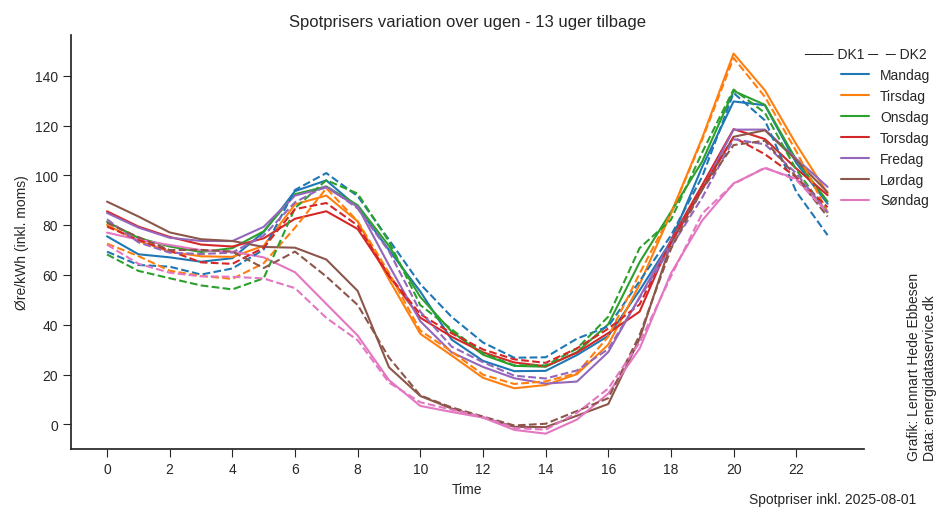 Spotprisers variation over ugen - 13 uger tilbage
DK1 DK2
Mandag
Tirsdag
Onsdag
Torsdag
Fredag
Lørdag
Søndag
Øre/kWh (inkl. moms)
140
120
100
80
60
40
20
0
0 2 4 6 8 10 12 14 16 18 20 22
Time
Grafik: Lennart Hede Ebbesen
Data: energidataservice.dk
Spotpriser inkl. 2025-08-01